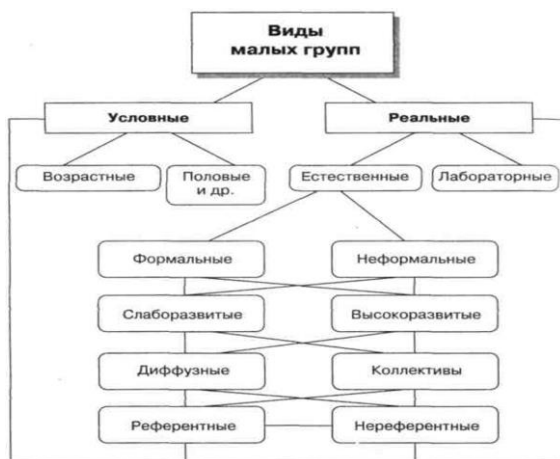 Виды
малых групп
Условные
Реальные
Возрастные
Половые
и др.
Естественные
Лабораторные
Формальные
Неформальные
Слаборазвитые
Высокоразвитые
Диффузные
Коллективы
Референтные
Нереферентные